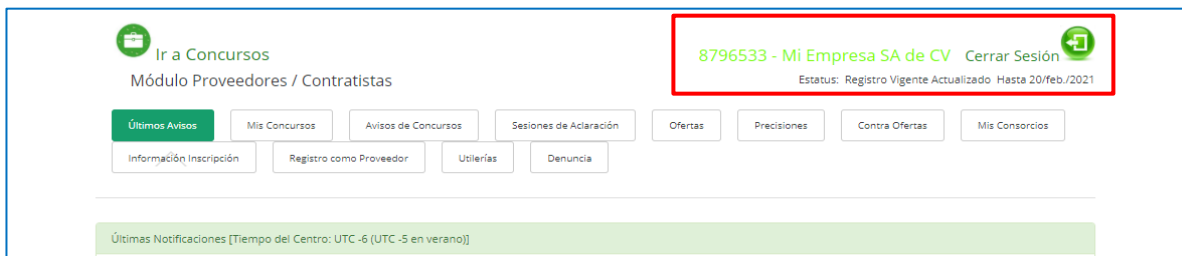 Ir a Concursos
8796533 - Mi Empresa SA de CV Cerrar Sesión
Módulo Proveedores / Contratistas
Estatus: Registro Vigente Actualizado Hasta 20/feb./2021
Últimos Avisos Mis Concursos Avisos de Concursos Sesiones de Aclaración Ofertas Precisiones Contra Ofertas Mis Consorcios
Información Inscripción Registro como Proveedor Utilerías Denuncia
Últimas Notificaciones [Tiempo del Centro: UTC -6 (UTC -5 en verano)]